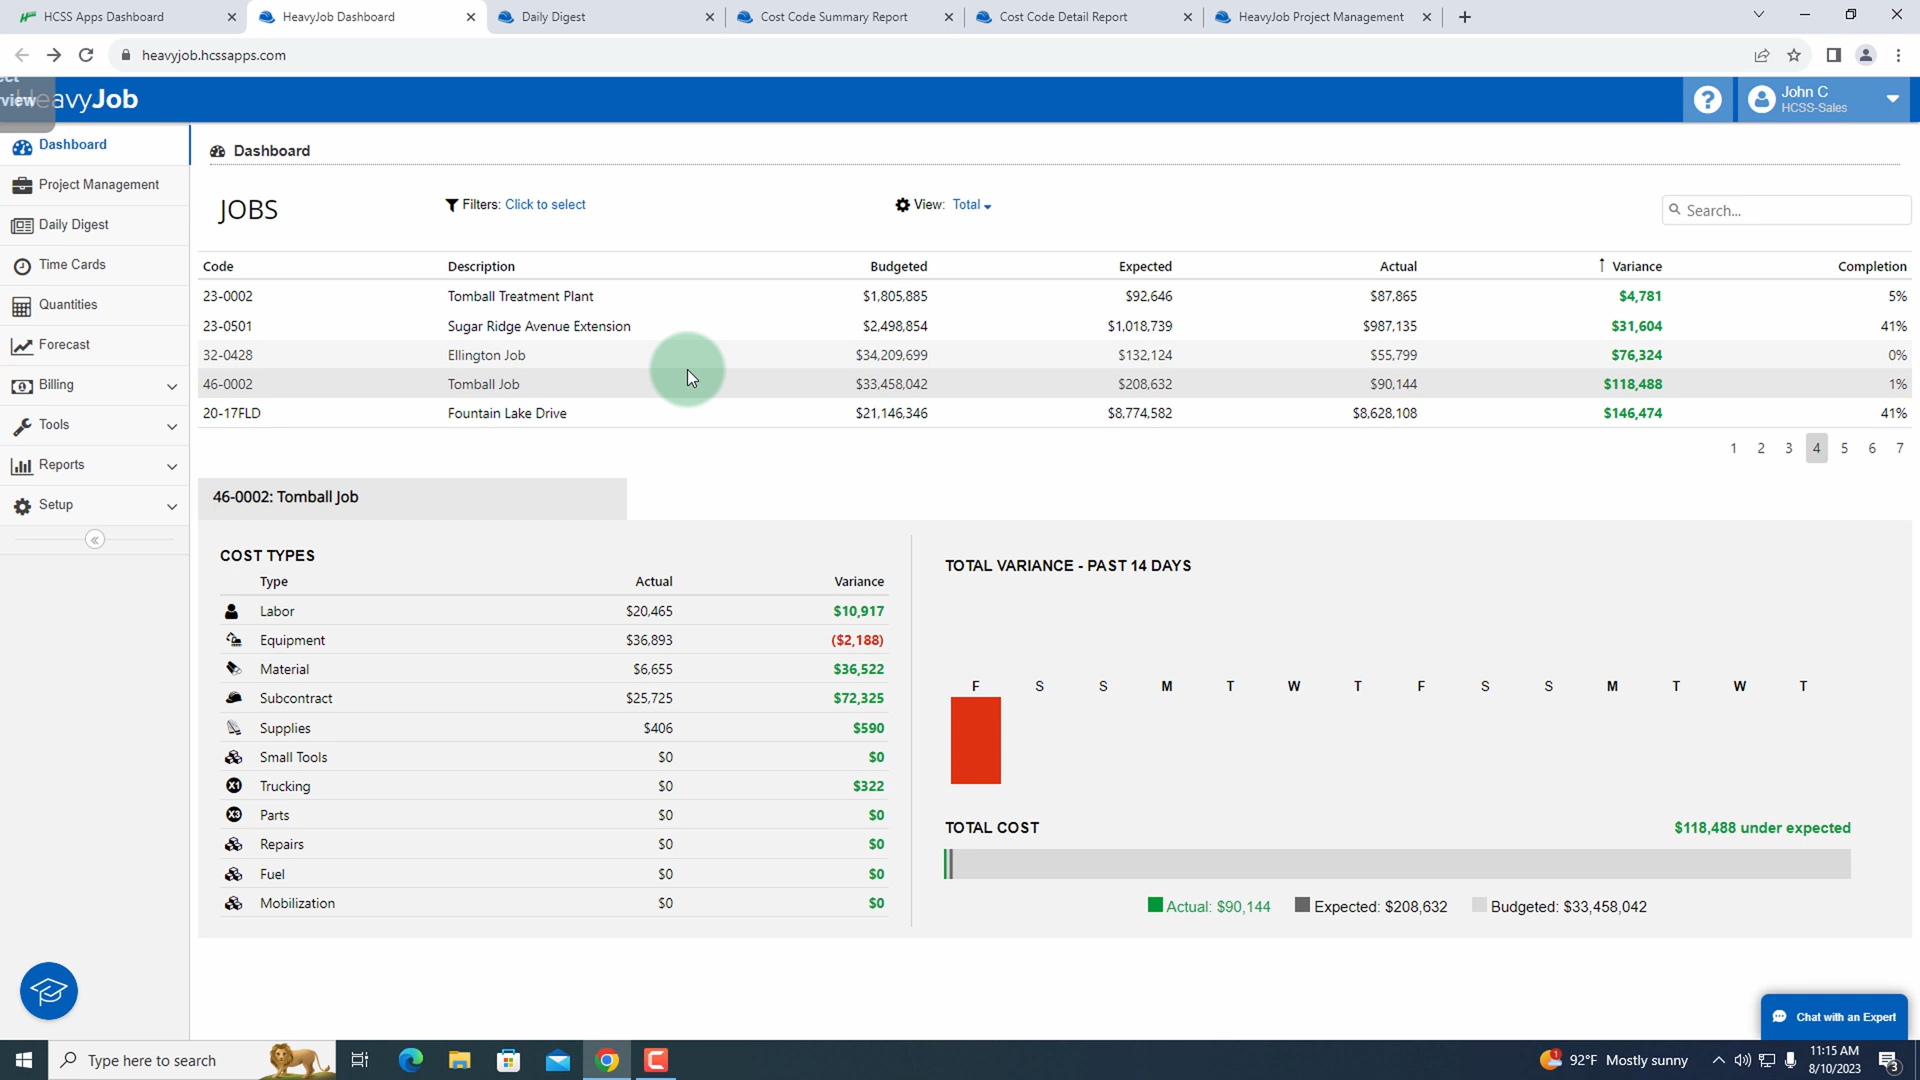 HCSS Apps Dashboard
HeavyJob Dashboard
Daily Digest
Cost Code Summary Report
Cost Code Detail Report
HeavyJob Project Management
heavyjob.hcssapps.com
view
HeavyJob
?
John C
HCSS-Sales
Dashboard
Project Management
Daily Digest
Time Cards
Quantities
Forecast
Billing
Tools
Reports
Setup
Dashboard
JOBS
Filters: Click to select
View: Total
Search...
Code Description Budgeted Expected Actual ↑ Variance Completion
23-0002 Tomball Treatment Plant $1,805,885 $92,646 $87,865 $4,781 5%
23-0501 Sugar Ridge Avenue Extension $2,498,854 $1,018,739 $987,135 $31,604 41%
32-0428 Ellington Job $34,209,699 $132,124 $55,799 $76,324 0%
46-0002 Tomball Job $33,458,042 $208,632 $90,144 $118,488 1%
20-17FLD Fountain Lake Drive $21,146,346 $8,774,582 $8,628,108 $146,474 41%
1 2 3 4 5 6 7
46-0002: Tomball Job
COST TYPES
Type Actual Variance
Labor $20,465 $10,917
Equipment $36,893 ($2,188)
Material $6,655 $36,522
Subcontract $25,725 $72,325
Supplies $406 $590
Small Tools $0 $0
X1 Trucking $0 $322
X3 Parts $0 $0
Repairs $0 $0
Fuel $0 $0
Mobilization $0 $0
TOTAL VARIANCE - PAST 14 DAYS
F S S M T W T F S S M T W T
TOTAL COST
$118,488 under expected
Actual: $90,144 Expected: $208,632 Budgeted: $33,458,042
Chat with an Expert
Type here to search
1
92°F Mostly sunny
11:15 AM
8/10/2023
3